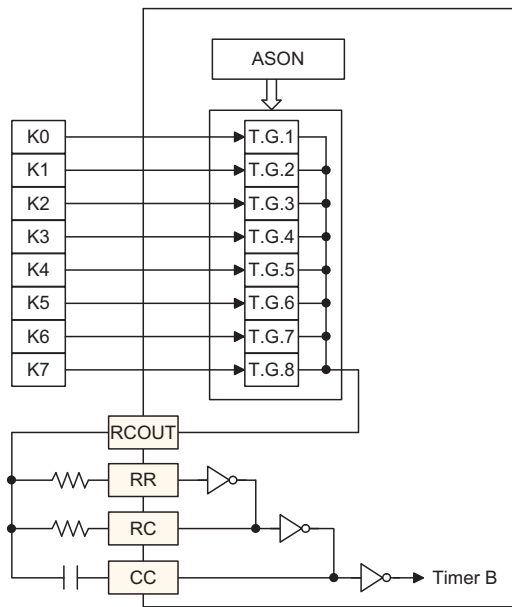 ASON
K0
T.G.1
K1
T.G.2
K2
T.G.3
K3
T.G.4
K4
T.G.5
K5
T.G.6
K6
T.G.7
K7
T.G.8
RCOUT
RR
RC
CC
Timer B